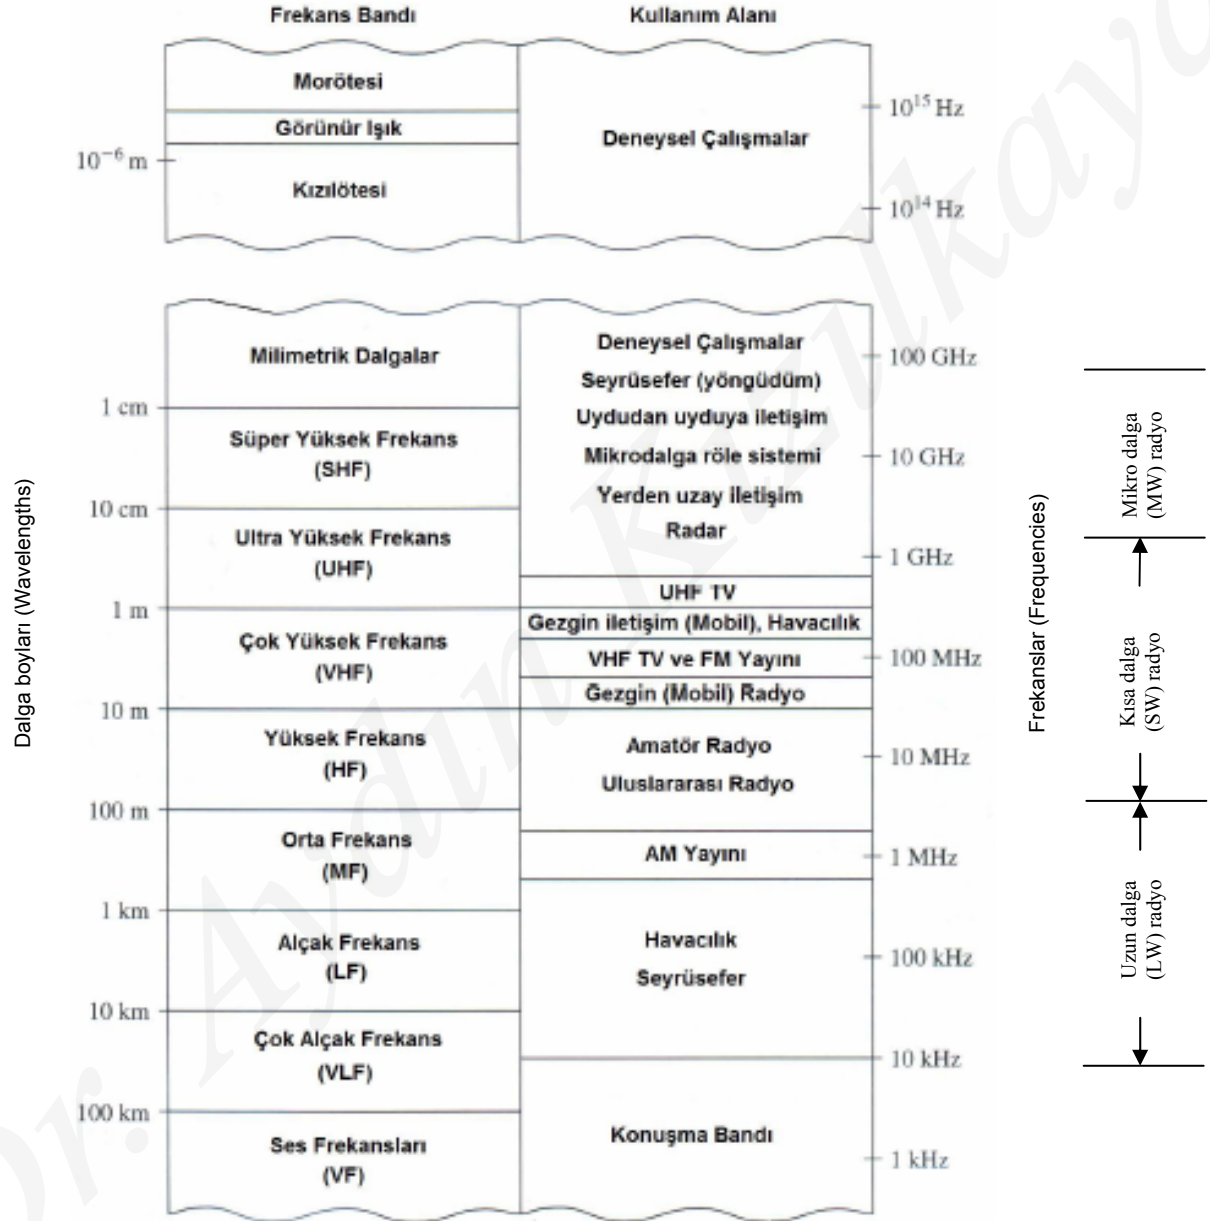 Frekans Bandı
Kullanım Alanı
Morötesi
Görünür Işık
Kızılötesi
Deneysel Çalışmalar
10⁻⁶ m
10¹⁵ Hz
10¹⁴ Hz
Milimetrik Dalgalar
1 cm
Süper Yüksek Frekans
(SHF)
10 cm
Ultra Yüksek Frekans
(UHF)
1 m
Çok Yüksek Frekans
(VHF)
10 m
Yüksek Frekans
(HF)
100 m
Orta Frekans
(MF)
1 km
Alçak Frekans
(LF)
10 km
Çok Alçak Frekans
(VLF)
100 km
Ses Frekansları
(VF)
Deneysel Çalışmalar
Seyrüsefer (yöngüdüm)
Uydudan uyduya iletişim
Mikrodalga röle sistemi
Yerden uzay iletişim
Radar
UHF TV
Gezgin iletişim (Mobil), Havacılık
VHF TV ve FM Yayını
Gezgin (Mobil) Radyo
Amatör Radyo
Uluslararası Radyo
AM Yayını
Havacılık
Seyrüsefer
Konuşma Bandı
100 GHz
10 GHz
1 GHz
100 MHz
10 MHz
1 MHz
100 kHz
10 kHz
1 kHz
Dalga boyları (Wavelengths)
Frekanslar (Frequencies)
Mikro dalga
(MW) radyo
Kısa dalga
(SW) radyo
Uzun dalga
(LW) radyo
Dr. Aydın Kızılkaya